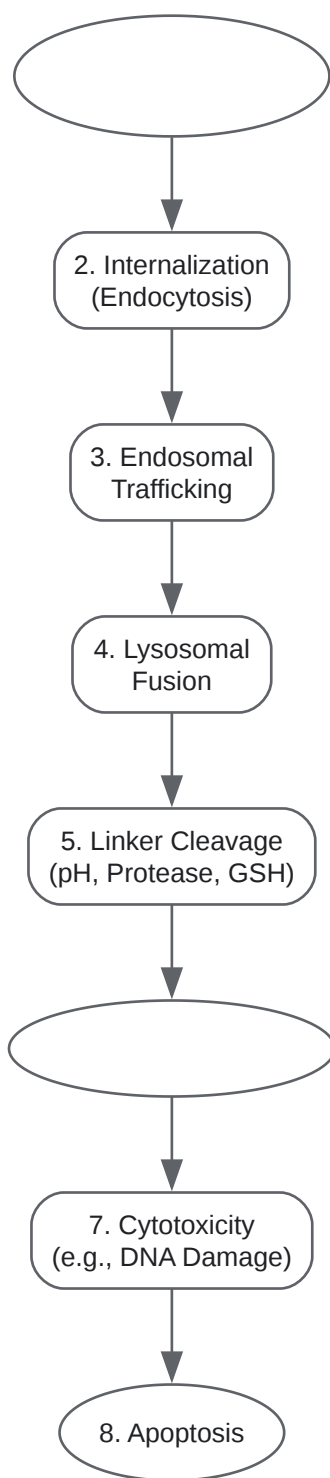 2. Internalization
(Endocytosis)
3. Endosomal
Trafficking
4. Lysosomal
Fusion
5. Linker Cleavage
(pH, Protease, GSH)
7. Cytotoxicity
(e.g., DNA Damage)
8. Apoptosis